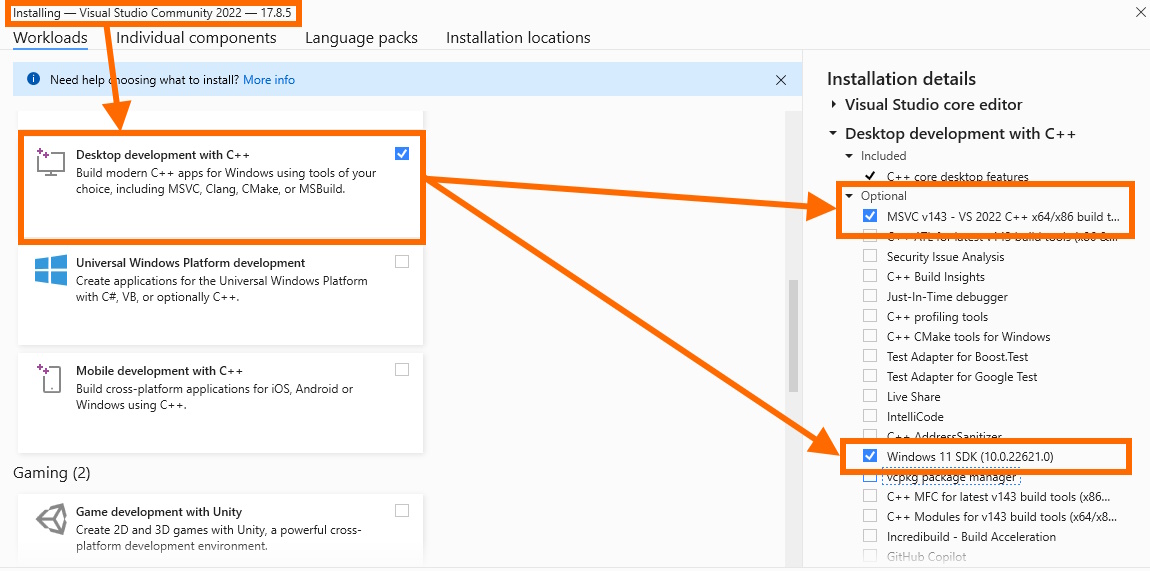 Installing — Visual Studio Community 2022 — 17.8.5
Workloads
Individual components
Language packs
Installation locations
Need help choosing what to install? More info
Desktop development with C++
Build modern C++ apps for Windows using tools of your
choice, including MSVC, Clang, CMake, or MSBuild.
Universal Windows Platform development
Create applications for the Universal Windows Platform
with C#, VB, or optionally C++.
Mobile development with C++
Build cross-platform applications for iOS, Android or
Windows using C++.
Gaming (2)
Game development with Unity
Create 2D and 3D games with Unity, a powerful cross-
platform development environment.
Installation details
Visual Studio core editor
Desktop development with C++
Included
C++ core desktop features
Optional
MSVC v143 - VS 2022 C++ x64/x86 build t...
C++ ATL for latest v143 build tools (x86 &...
Security Issue Analysis
C++ Build Insights
Just-In-Time debugger
C++ profiling tools
C++ CMake tools for Windows
Test Adapter for Boost.Test
Test Adapter for Google Test
Live Share
IntelliCode
C++ AddressSanitizer
Windows 11 SDK (10.0.22621.0)
vcpkg package manager
C++ MFC for latest v143 build tools (x86...
C++ Modules for v143 build tools (x64/x8...
Incredibuild - Build Acceleration
GitHub Copilot